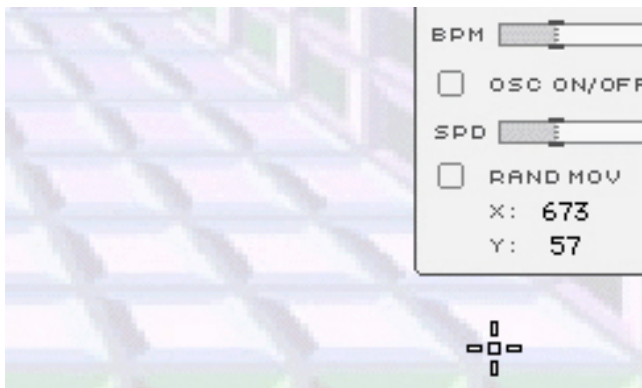 BPM
OSC ON/OFF
SPD
RAND MOV
X: 673
Y: 57